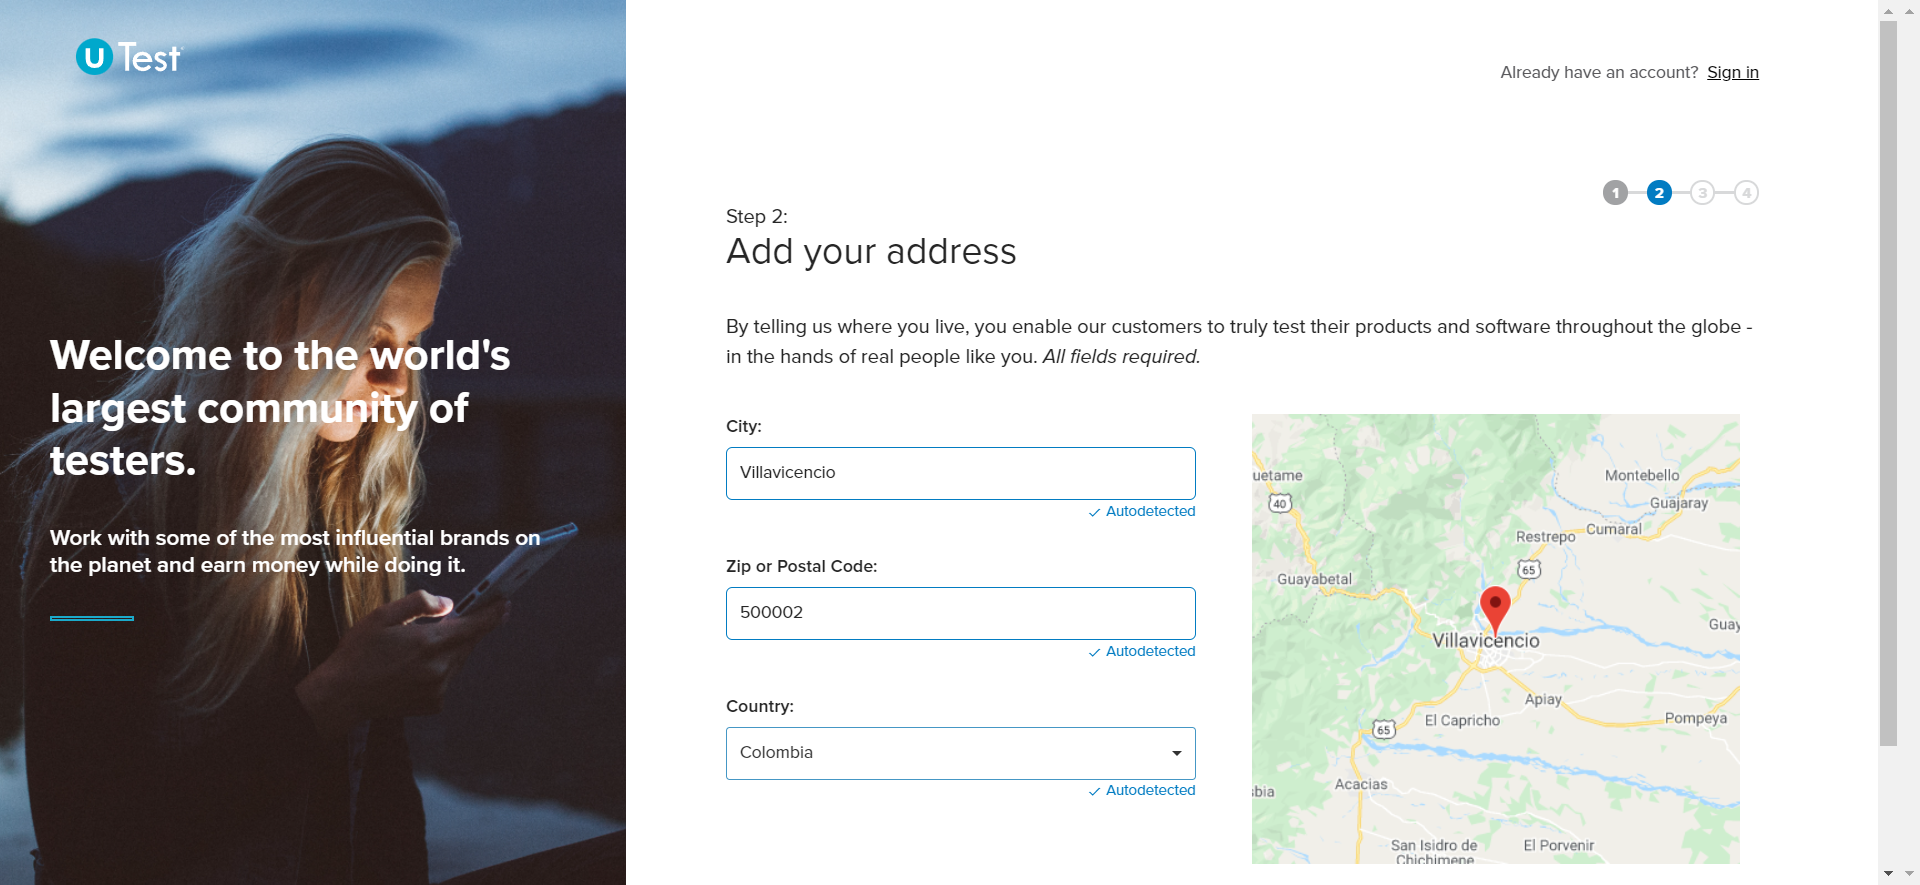 U Test
Already have an account? Sign in
1 2 3 4
Step 2:
Add your address
Welcome to the world's
largest community of
testers.
Work with some of the most influential brands on
the planet and earn money while doing it.
By telling us where you live, you enable our customers to truly test their products and software throughout the globe -
in the hands of real people like you. All fields required.
City:
Villavicencio
Autodetected
Zip or Postal Code:
500002
Autodetected
Country:
Colombia
Autodetected
uetame
Montebello
40
Guajaray
Cumaral
Restrepo
65
Guayabetal
Guay
Villavicencio
Apiay
El Capricho
Pompeya
65
Acacias
bia
San Isidro de
Chichimene
El Porvenir